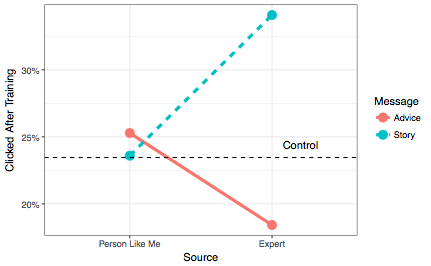 Clicked After Training
30%
25%
20%
Control
Person Like Me
Expert
Source
Message
Advice
Story